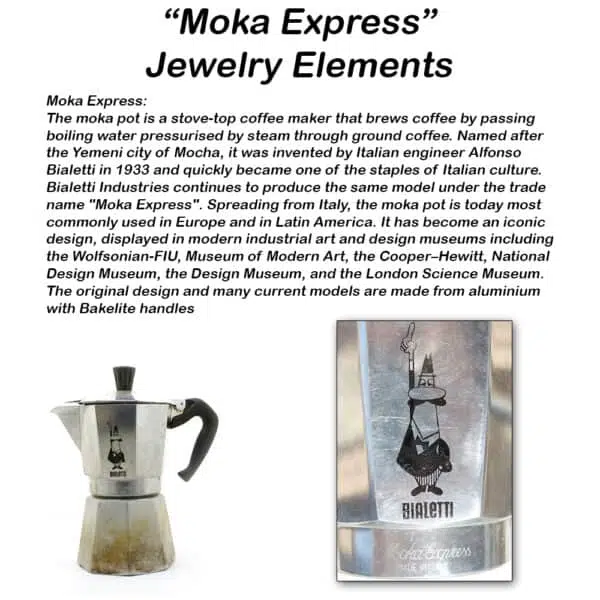 “Moka Express”
Jewelry Elements
Moka Express:
The moka pot is a stove-top coffee maker that brews coffee by passing
boiling water pressurised by steam through ground coffee. Named after
the Yemeni city of Mocha, it was invented by Italian engineer Alfonso
Bialetti in 1933 and quickly became one of the staples of Italian culture.
Bialetti Industries continues to produce the same model under the trade
name "Moka Express". Spreading from Italy, the moka pot is today most
commonly used in Europe and in Latin America. It has become an iconic
design, displayed in modern industrial art and design museums including
the Wolfsonian-FIU, Museum of Modern Art, the Cooper–Hewitt, National
Design Museum, the Design Museum, and the London Science Museum.
The original design and many current models are made from aluminium
with Bakelite handles
BIALETTI
BIALETTI
Moka Express